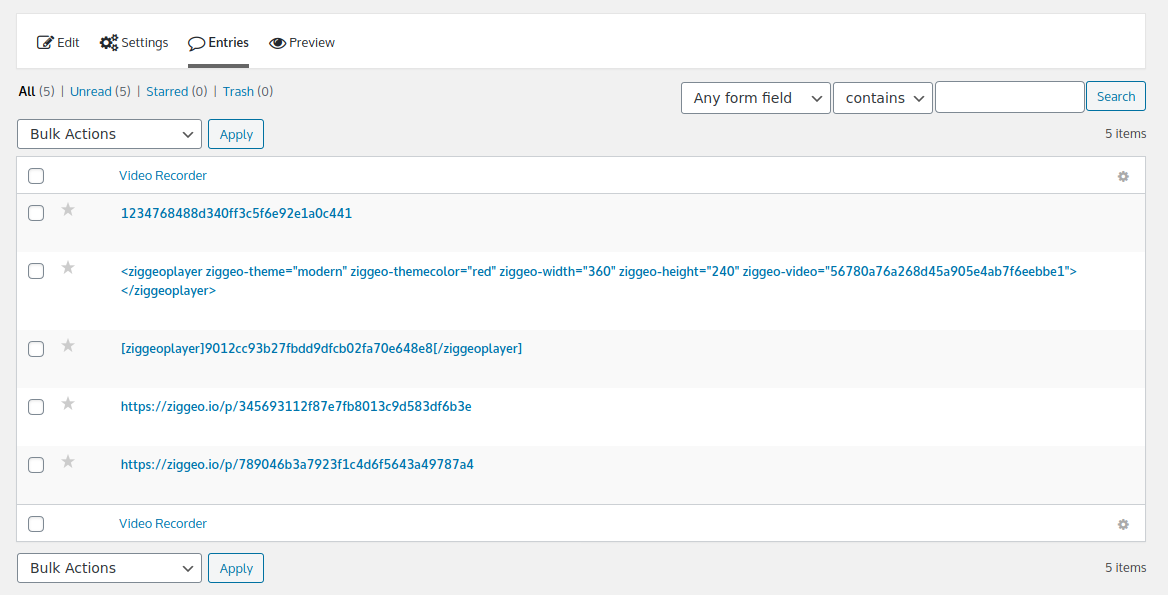 Edit Settings Entries Preview
All (5) | Unread (5) | Starred (0) | Trash (0)
Any form field contains Search
Bulk Actions Apply
5 items
Video Recorder
1234768488d340ff3c5f6e92e1a0c441
<ziggeoplayer ziggeo-theme="modern" ziggeo-themecolor="red" ziggeo-width="360" ziggeo-height="240" ziggeo-video="56780a76a268d45a905e4ab7f6eebbe1">
</ziggeoplayer>
[ziggeoplayer]9012cc93b27fbdd9dfcb02fa70e648e8[/ziggeoplayer]
https://ziggeo.io/p/345693112f87e7fb8013c9d583df6b3e
https://ziggeo.io/p/789046b3a7923f1c4d6f5643a49787a4
Video Recorder
Bulk Actions Apply
5 items